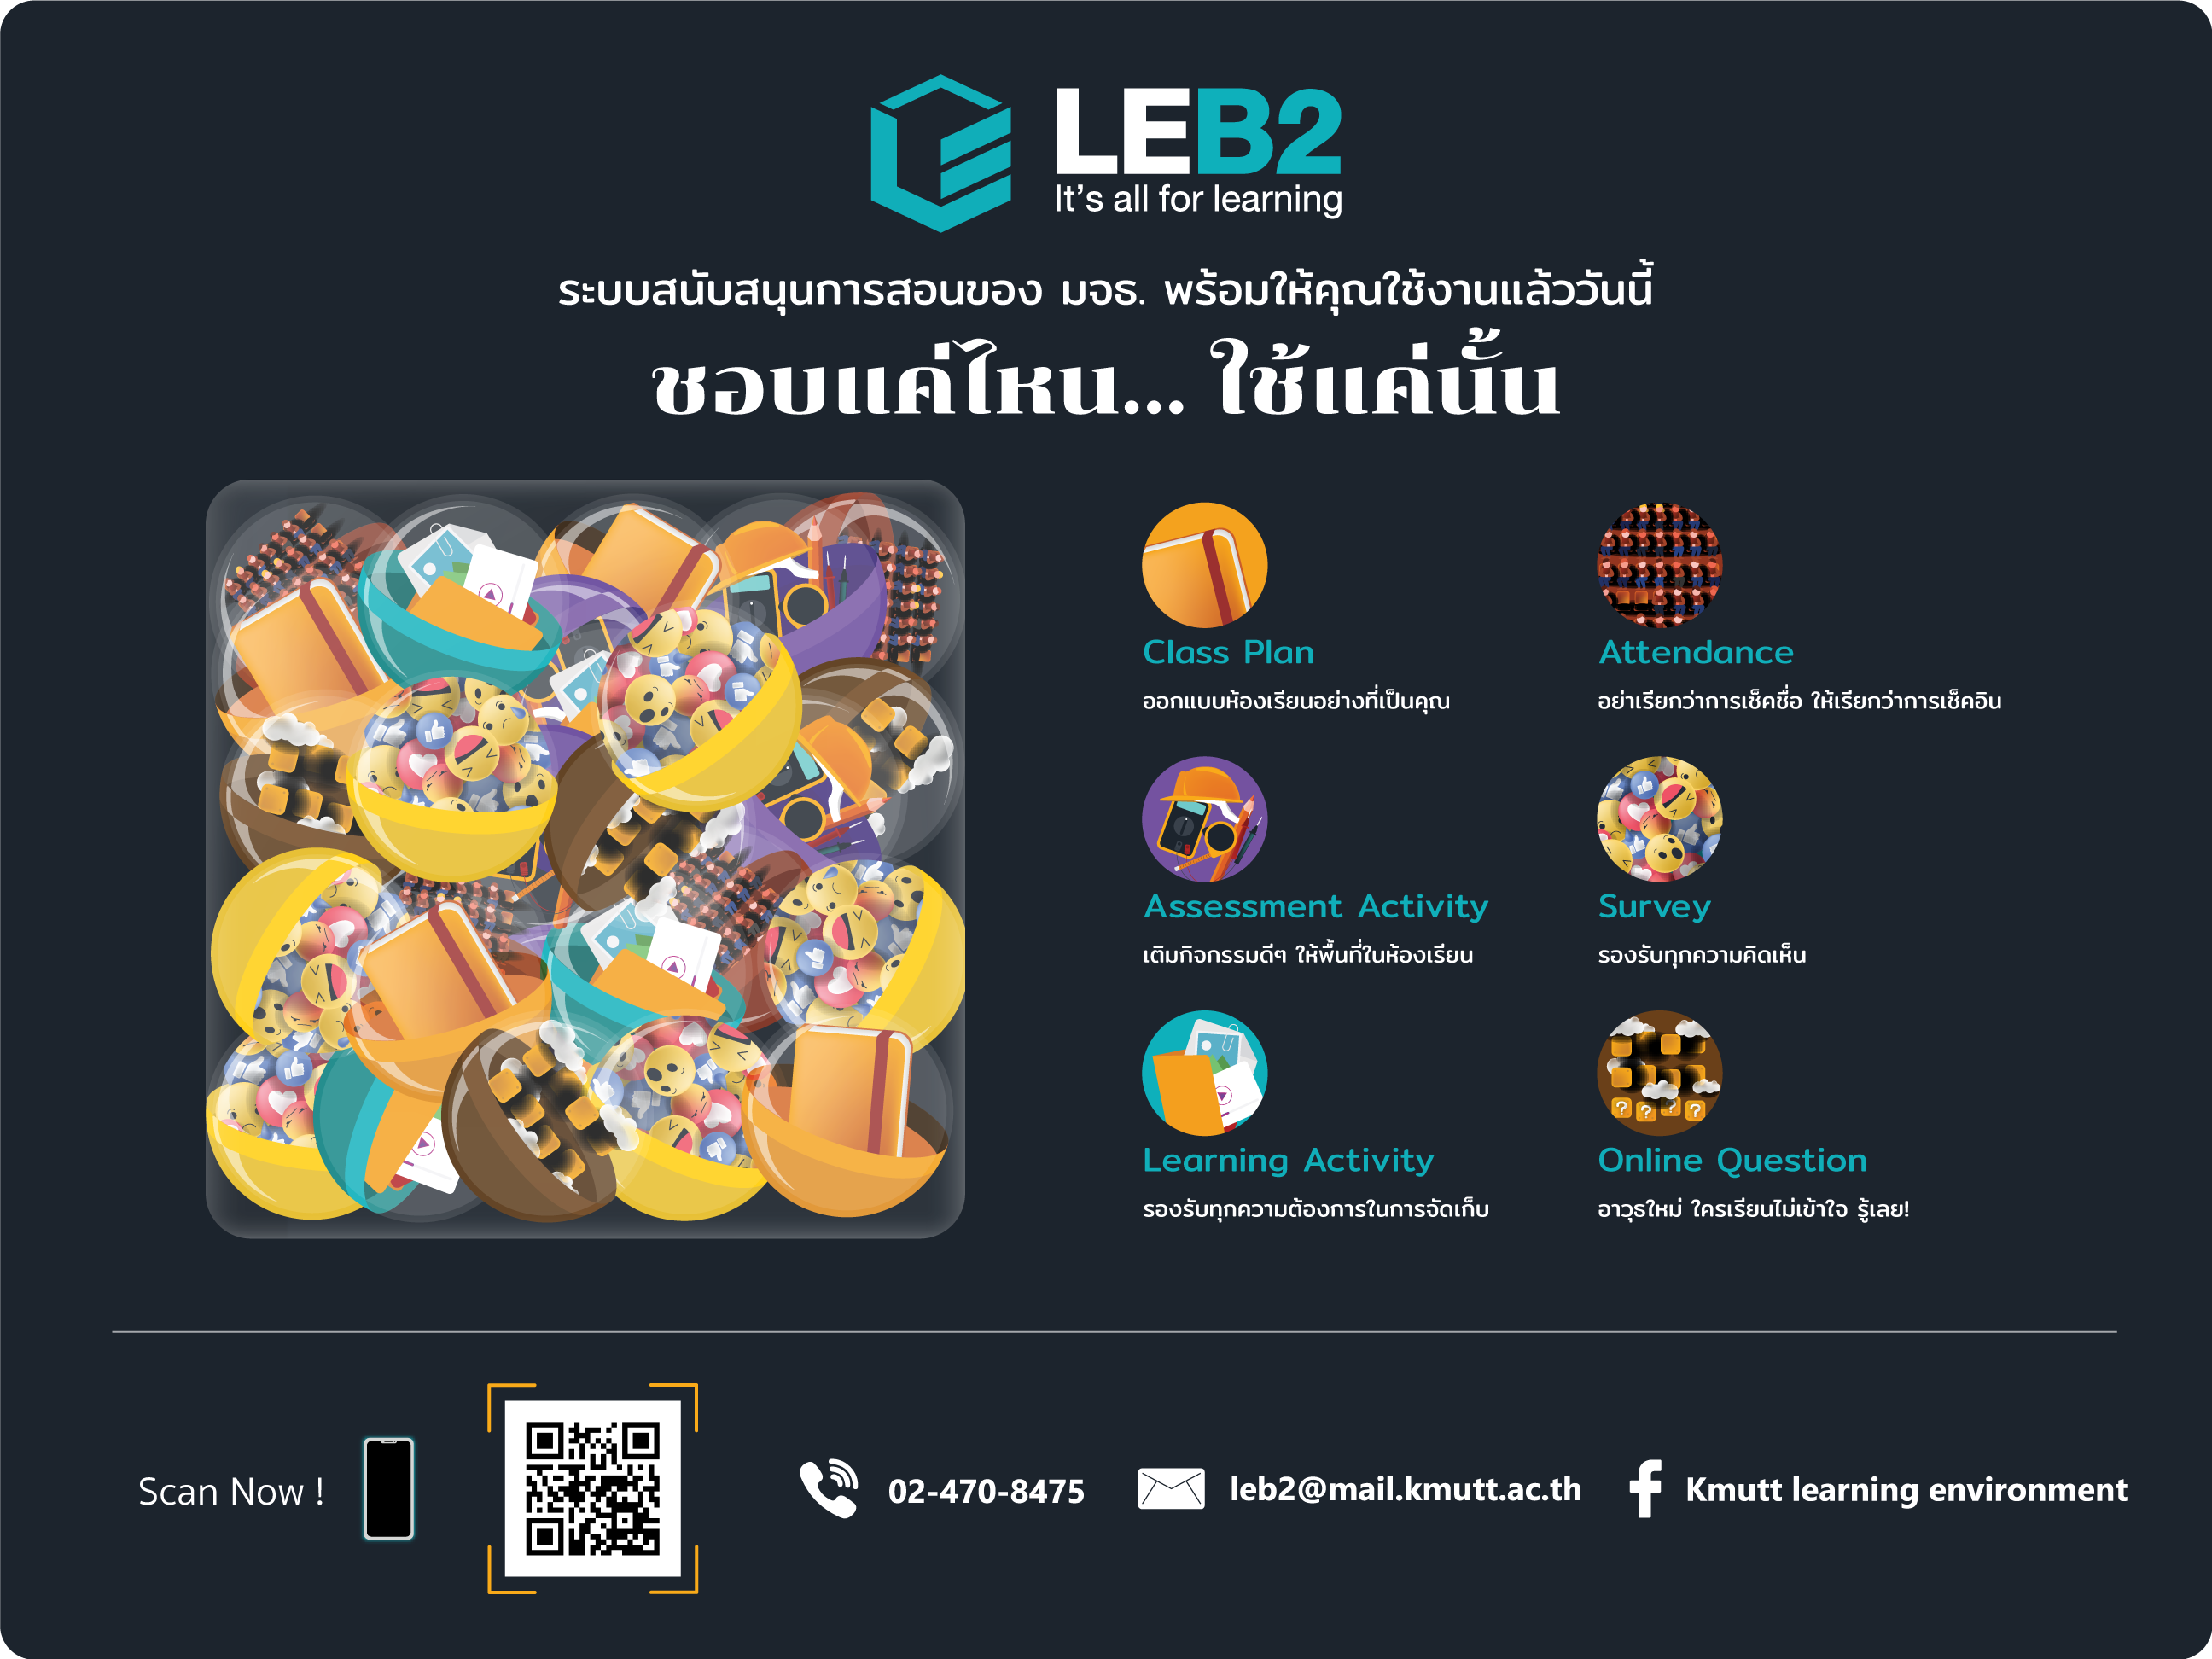 LEB2
It's all for learning
ระบบสนับสนุนการสอนของ มจธ. พร้อมให้คุณใช้งานแล้ววันนี้
ชอบแค่ไหน... ใช้แค่นั้น
Class Plan
ออกแบบห้องเรียนอย่างที่เป็นคุณ
Attendance
อย่าเรียกว่าการเช็คชื่อ ให้เรียกว่าการเช็คอิน
Assessment Activity
เติมกิจกรรมดีๆ ให้พื้นที่ในห้องเรียน
Survey
รองรับทุกความคิดเห็น
Learning Activity
รองรับทุกความต้องการในการจัดเก็บ
Online Question
อาวุธใหม่ ใครเรียนไม่เข้าใจ รู้เลย!
Scan Now !
02-470-8475
leb2@mail.kmutt.ac.th
Kmutt learning environment